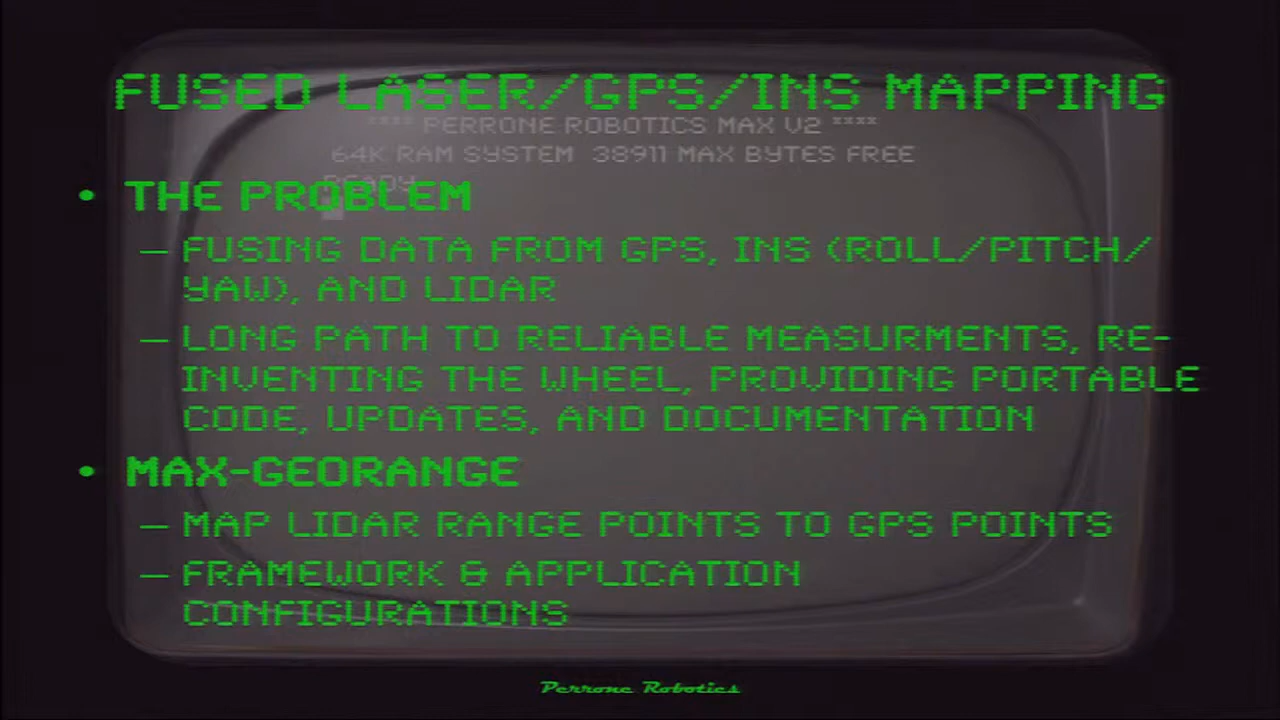 FUSED LASER/GPS/INS MAPPING
**** PERRONE ROBOTICS MAX V2 ****
64K RAM SYSTEM 38911 MAX BYTES FREE
READY
• THE PROBLEM
– FUSING DATA FROM GPS, INS (ROLL/PITCH/
YAW), AND LIDAR
– LONG PATH TO RELIABLE MEASURMENTS, RE-
INVENTING THE WHEEL, PROVIDING PORTABLE
CODE, UPDATES, AND DOCUMENTATION
• MAX-GEORANGE
– MAP LIDAR RANGE POINTS TO GPS POINTS
– FRAMEWORK & APPLICATION
CONFIGURATIONS
Perrone Robotics